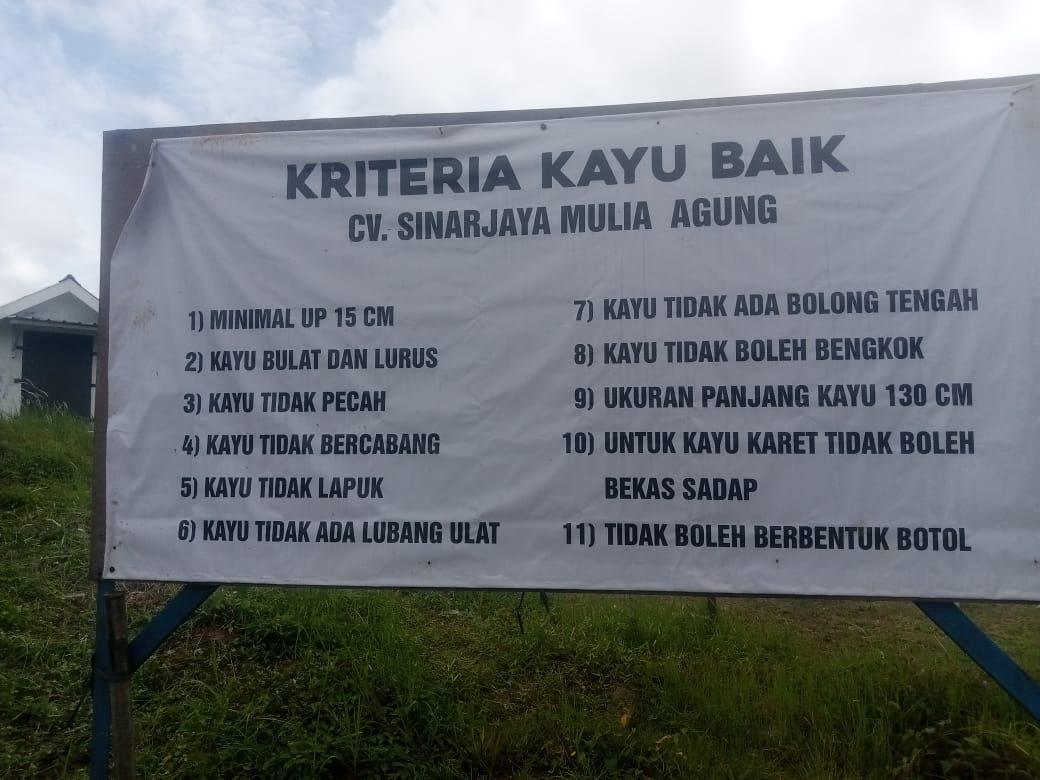 KRITERIA KAYU BAIK
CV. SINARJAYA MULIA AGUNG
1) MINIMAL UP 15 CM
2) KAYU BULAT DAN LURUS
3) KAYU TIDAK PECAH
4) KAYU TIDAK BERCABANG
5) KAYU TIDAK LAPUK
6) KAYU TIDAK ADA LUBANG ULAT
7) KAYU TIDAK ADA BOLONG TENGAH
8) KAYU TIDAK BOLEH BENGKOK
9) UKURAN PANJANG KAYU 130 CM
10) UNTUK KAYU KARET TIDAK BOLEH
BEKAS SADAP
11) TIDAK BOLEH BERBENTUK BOTOL